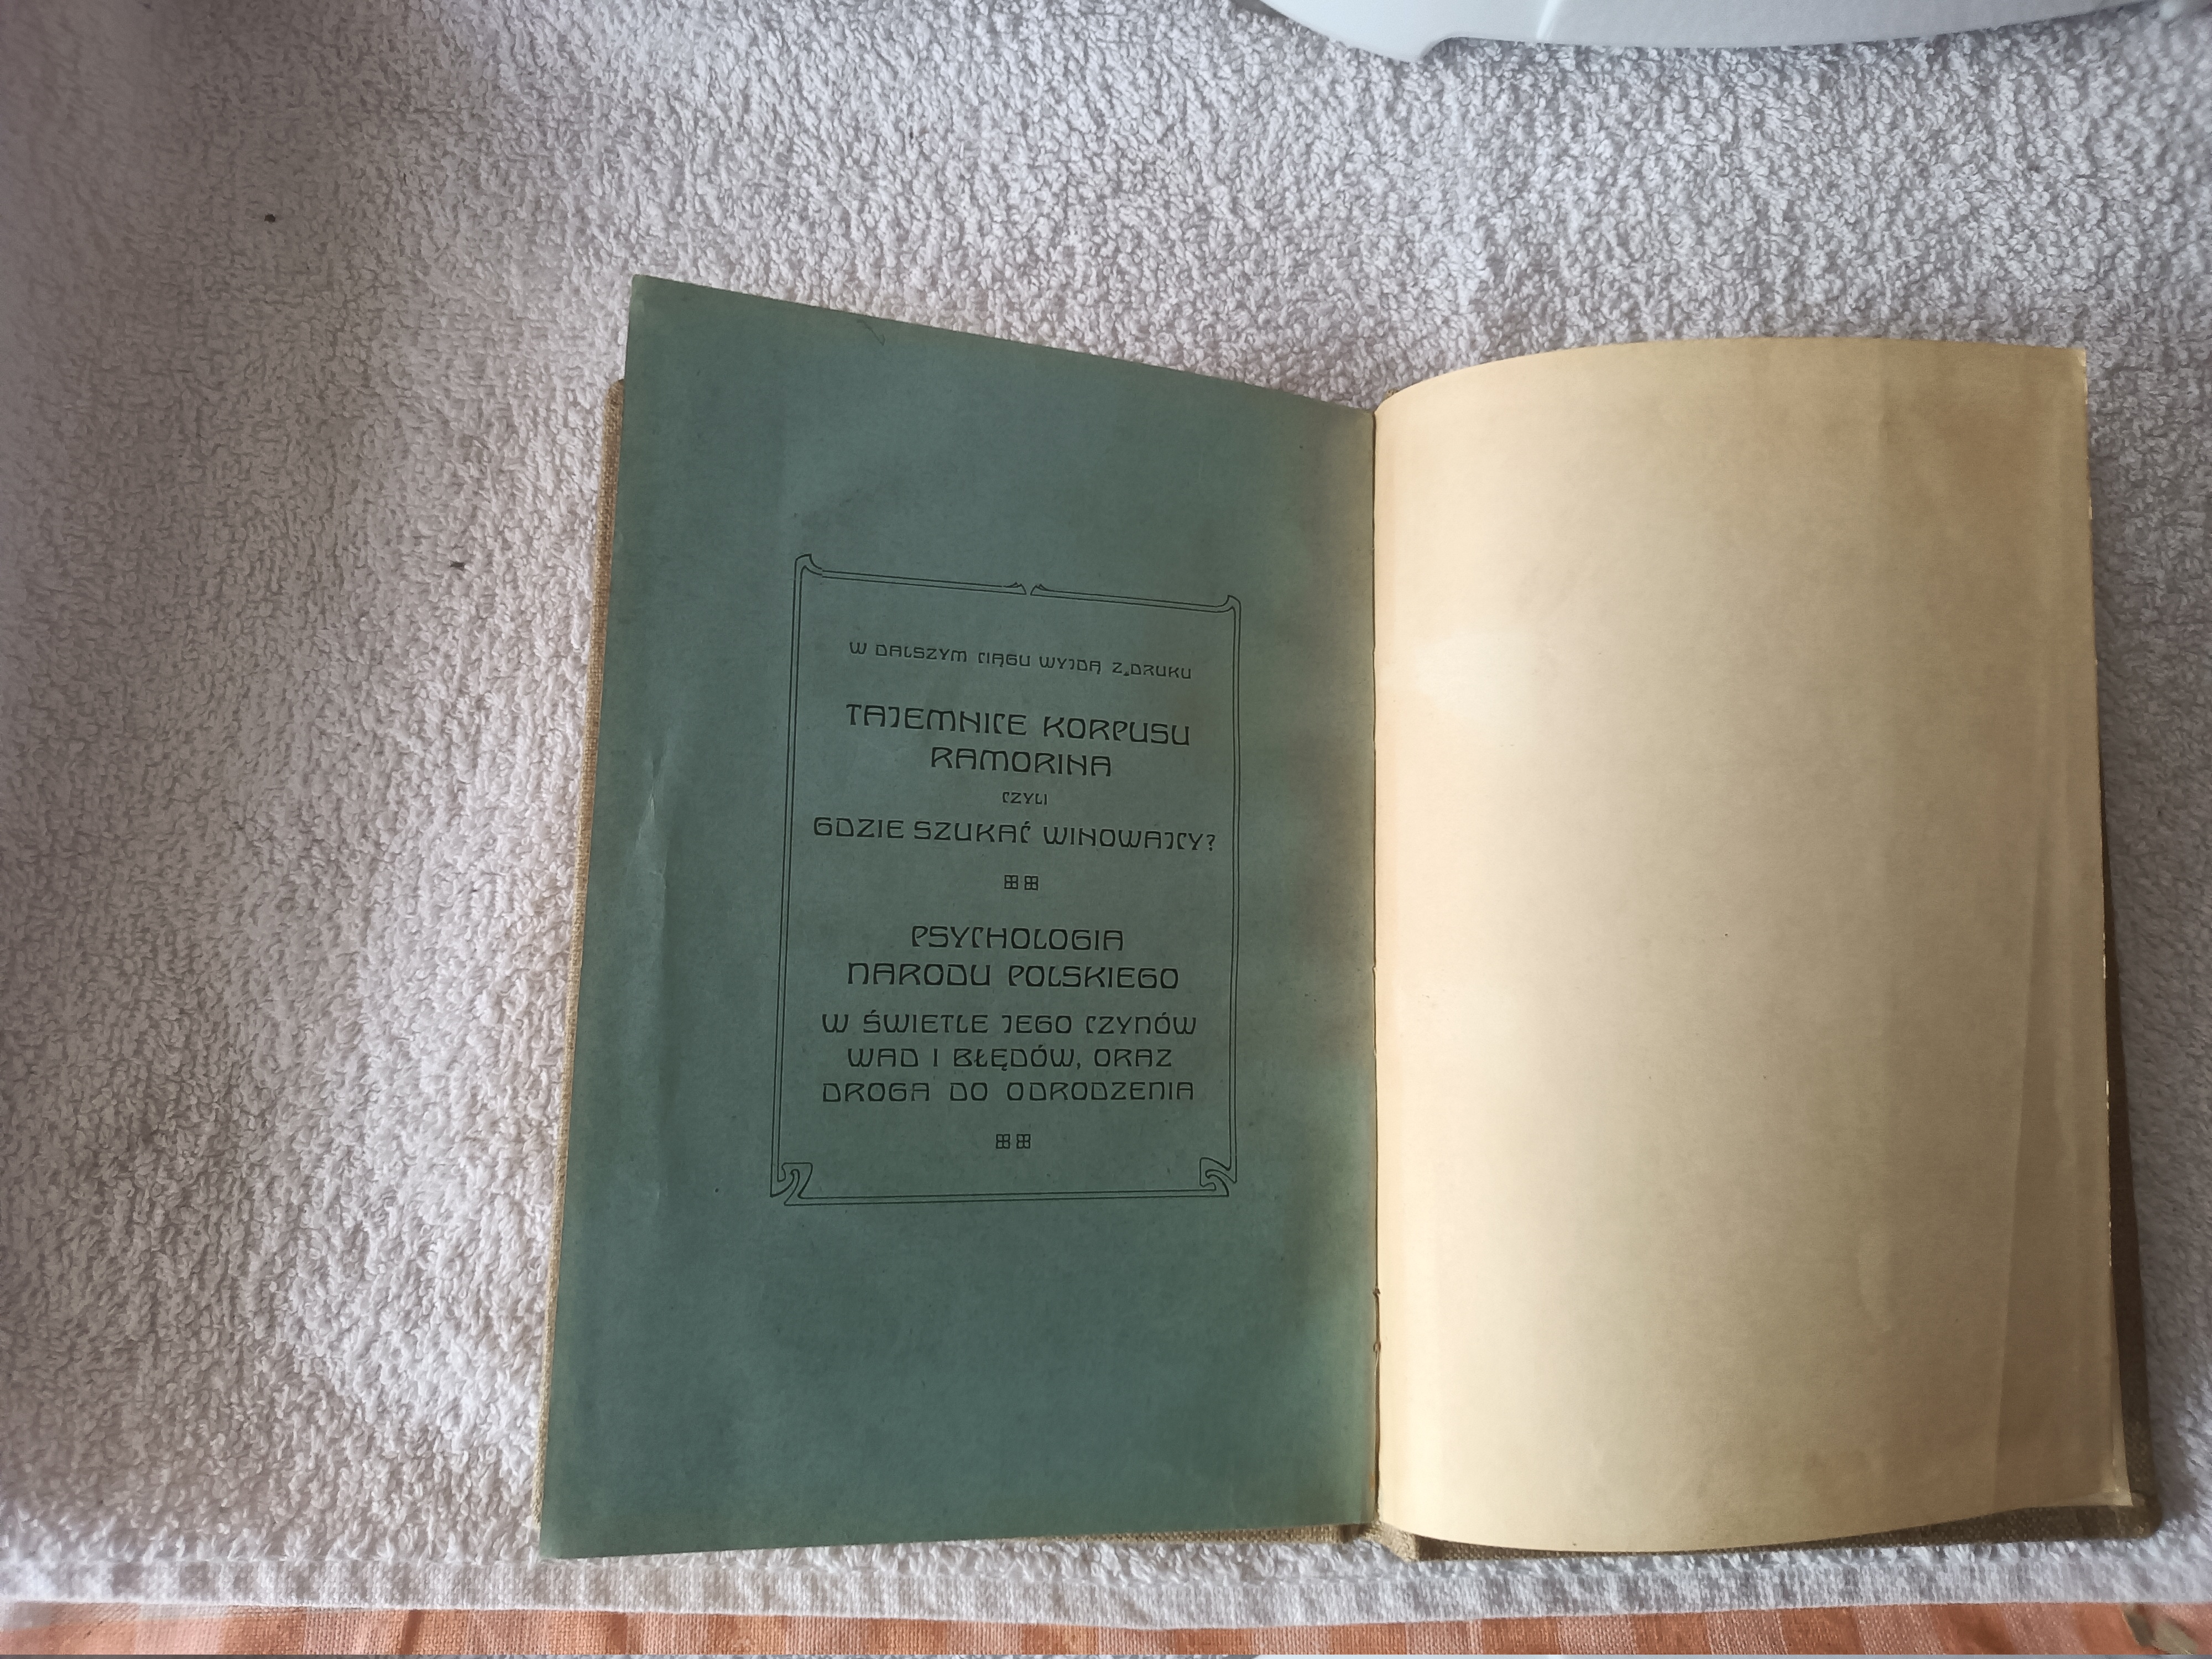 W DALSZYM CIĄGU WYJDĄ Z DRUKU
TAJEMNICE KORPUSU
RAMORINA
CZYLI
GDZIE SZUKAĆ WINOWAJCY?
PSYCHOLOGIA
NARODU POLSKIEGO
W ŚWIETLE JEGO CZYNÓW
WAD I BŁĘDÓW, ORAZ
DROGA DO ODRODZENIA